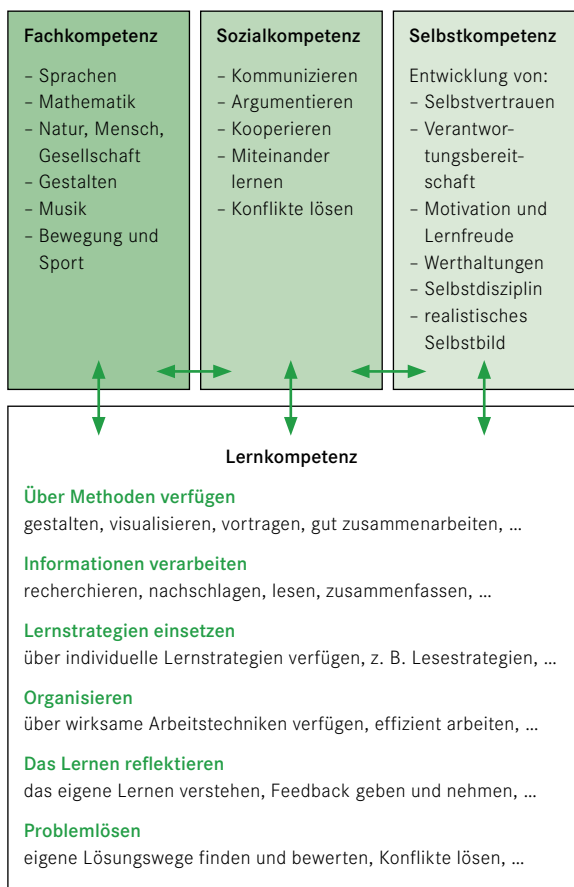 Fachkompetenz
– Sprachen
– Mathematik
– Natur, Mensch,
Gesellschaft
– Gestalten
– Musik
– Bewegung und
Sport
Sozialkompetenz
– Kommunizieren
– Argumentieren
– Kooperieren
– Miteinander
lernen
– Konflikte lösen
Selbstkompetenz
Entwicklung von:
– Selbstvertrauen
– Verantwor-
tungsbereit-
schaft
– Motivation und
Lernfreude
– Werthaltungen
– Selbstdisziplin
– realistisches
Selbstbild
Lernkompetenz
Über Methoden verfügen
gestalten, visualisieren, vortragen, gut zusammenarbeiten, ...
Informationen verarbeiten
recherchieren, nachschlagen, lesen, zusammenfassen, ...
Lernstrategien einsetzen
über individuelle Lernstrategien verfügen, z. B. Lesestrategien, ...
Organisieren
über wirksame Arbeitstechniken verfügen, effizient arbeiten, ...
Das Lernen reflektieren
das eigene Lernen verstehen, Feedback geben und nehmen, ...
Problemlösen
eigene Lösungswege finden und bewerten, Konflikte lösen, ...